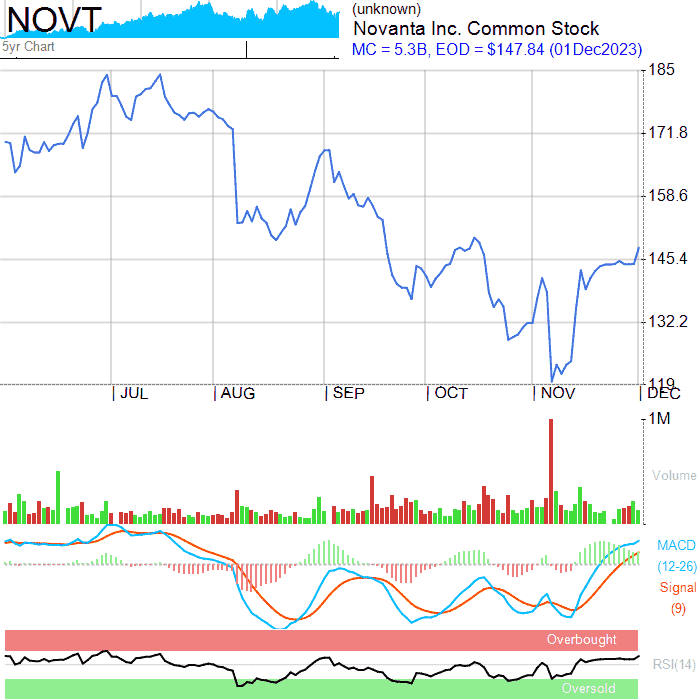 NOVT
5yr Chart
(unknown)
Novanta Inc. Common Stock
MC = 5.3B, EOD = $147.84 (01Dec2023)
185
171.8
158.6
145.4
132.2
119
JUL AUG SEP OCT NOV DEC
1M
Volume
MACD
(12-26)
Signal
(9)
Overbought
RSI(14)
Oversold